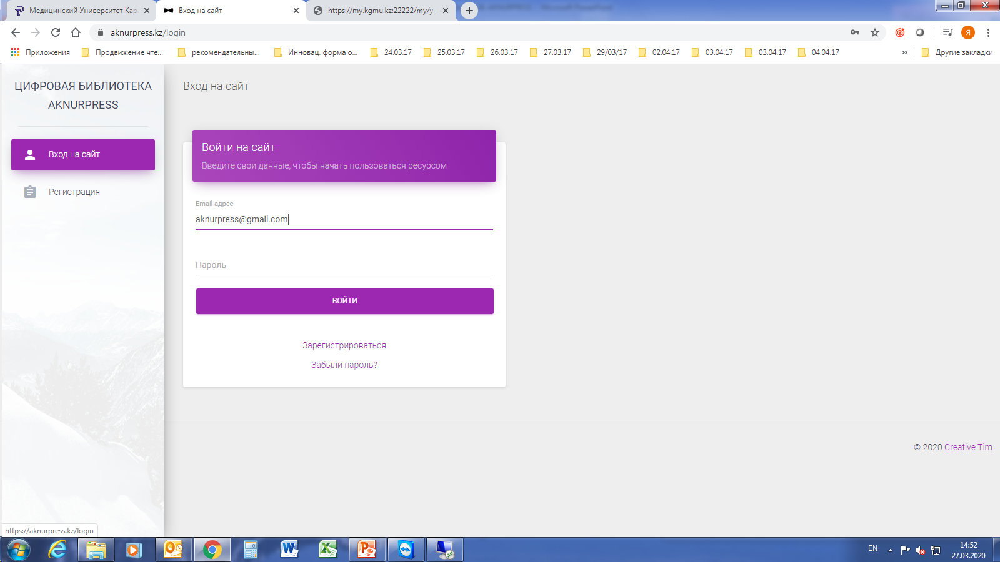 Медицинский Университет Кар
Вход на сайт
https://my.kgmu.kz:22222/my/y_
aknurpress.kz/login
Я
Приложения
Продвижение чте...
рекомендательны...
Инновац. форма о...
24.03.17
25.03.17
26.03.17
27.03.17
29/03/17
02.04.17
03.04.17
03.04.17
04.04.17
»
Другие закладки
ЦИФРОВАЯ БИБЛИОТЕКА
AKNURPRESS
Вход на сайт
Регистрация
Вход на сайт
Войти на сайт
Введите свои данные, чтобы начать пользоваться ресурсом
Email адрес
aknurpress@gmail.com
Пароль
ВОЙТИ
Зарегистрироваться
Забыли пароль?
© 2020 Creative Tim
https://aknurpress.kz/login
EN
14:52
27.03.2020